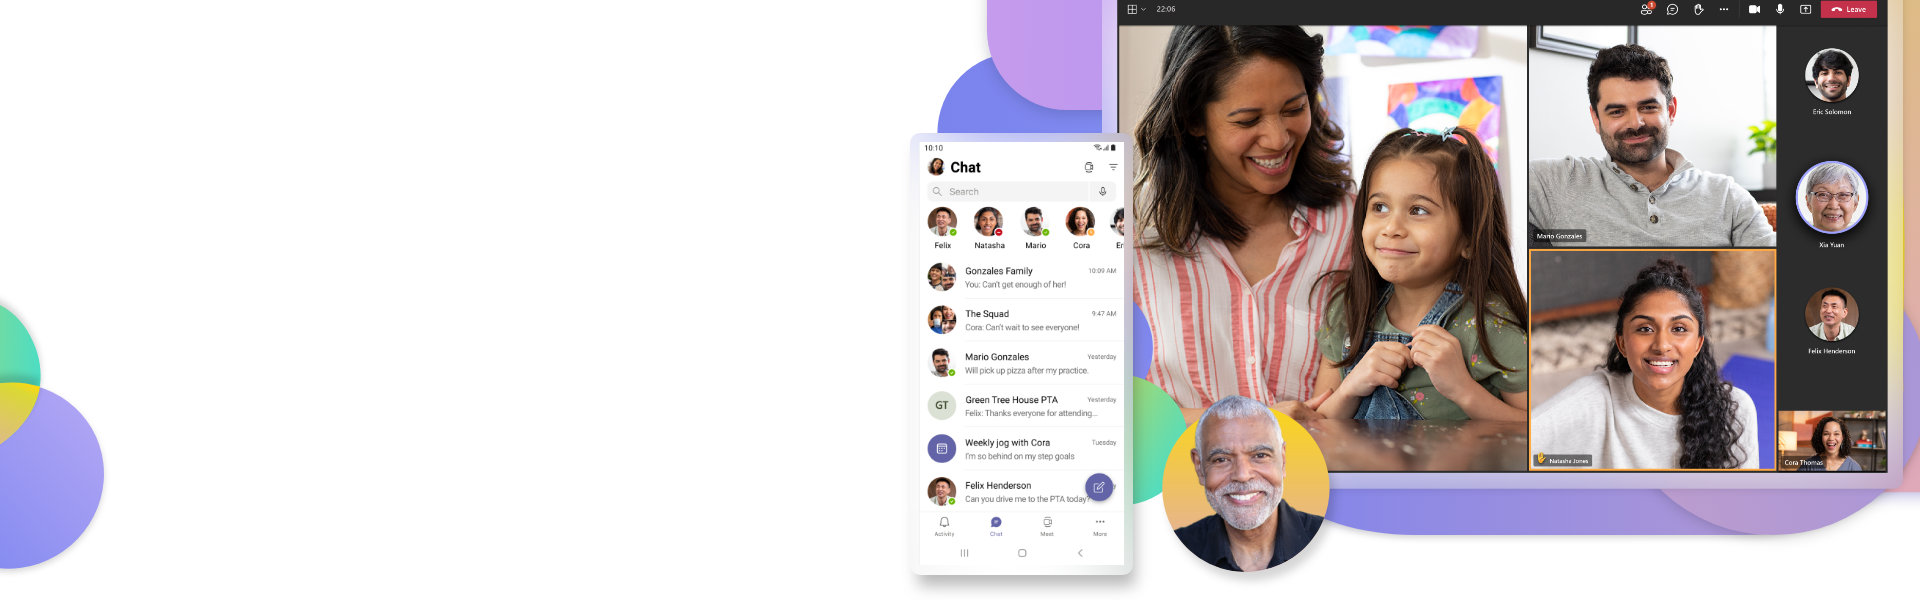 22:06
1
Leave
Eric Solomon
Mario Gonzales
Xia Yuan
Felix Henderson
Natasha Jones
Cora Thomas
10:10
Chat
Search
Felix
Natasha
Mario
Cora
Er
Gonzales Family
10:09 AM
You: Can't get enough of her!
The Squad
9:47 AM
Cora: Can't wait to see everyone!
Mario Gonzales
Yesterday
Will pick up pizza after my practice.
GT
Green Tree House PTA
Yesterday
Felix: Thanks everyone for attending...
Weekly jog with Cora
Tuesday
I'm so behind on my step goals
Felix Henderson
Can you drive me to the PTA today?
Activity
Chat
Meet
More